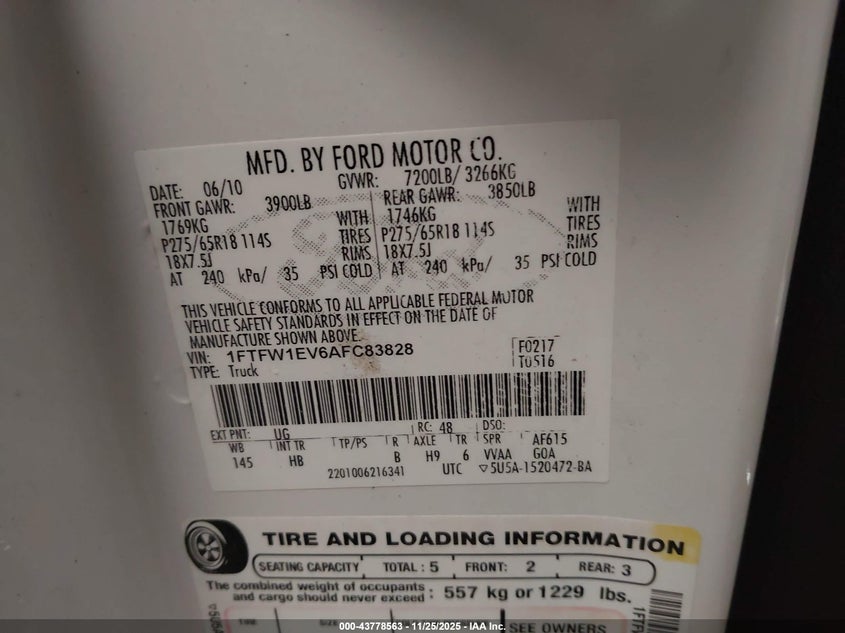 MFD. BY FORD MOTOR CO.
DATE: 06/10 GVWR: 7200LB/ 3266KG
FRONT GAWR: 3900LB REAR GAWR: 3850LB
1769KG WITH 1746KG WITH
P275/65R18 114S TIRES P275/65R18 114S TIRES
18X7.5J RIMS 18X7.5J RIMS
AT 240 kPa/ 35 PSI COLD AT 240 kPa/ 35 PSI COLD
THIS VEHICLE CONFORMS TO ALL APPLICABLE FEDERAL MOTOR
VEHICLE SAFETY STANDARDS IN EFFECT ON THE DATE OF
MANUFACTURE SHOWN ABOVE.
VIN: 1FTFW1EV6AFC83828 F0217
TYPE: Truck T0516
EXT PNT: UG RC: 48 DSO:
WB INT TR TP/PS R AXLE TR SPR AF615
145 HB B H9 6 VVAA GOA
2201006216341 UTC ▽5U5A-1520472-BA
TIRE AND LOADING INFORMATION
SEATING CAPACITY TOTAL : 5 FRONT: 2 REAR: 3
The combined weight of occupants
and cargo should never exceed : 557 kg or 1229 lbs.
SEE OWNERS
000-43778563 - 11/25/2025 - IAA Inc.